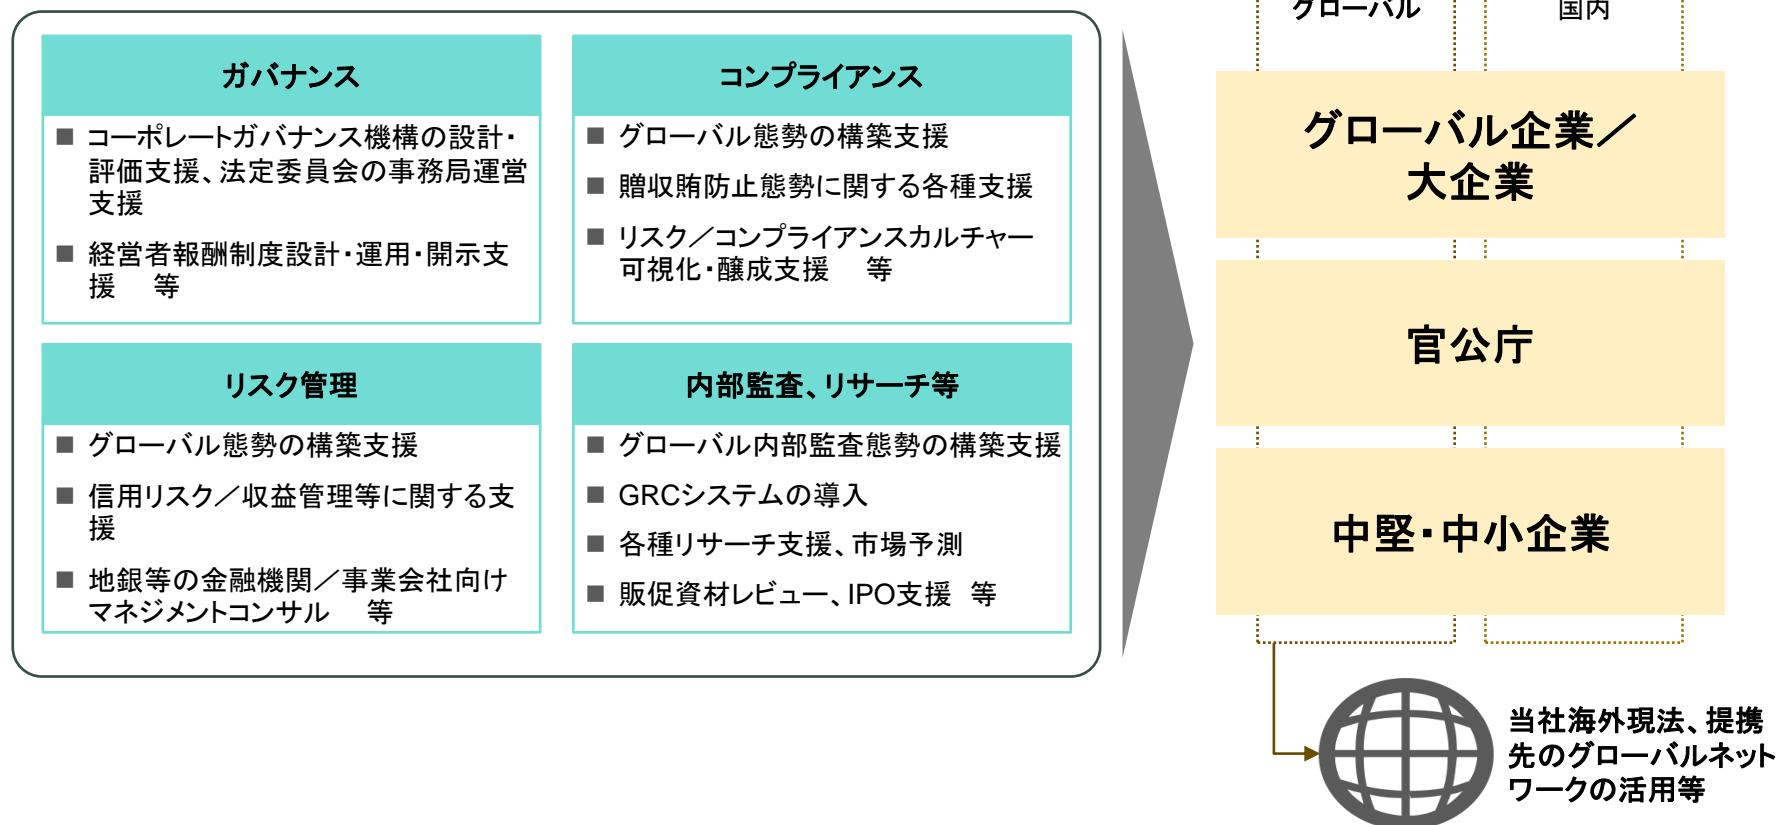 ガバナンス
■ コーポレートガバナンス機構の設計・
評価支援、法定委員会の事務局運営
支援
■ 経営者報酬制度設計・運用・開示支
援　等
コンプライアンス
■ グローバル態勢の構築支援
■ 贈収賄防止態勢に関する各種支援
■ リスク／コンプライアンスカルチャー
可視化・醸成支援　等
リスク管理
■ グローバル態勢の構築支援
■ 信用リスク／収益管理等に関する支
援
■ 地銀等の金融機関／事業会社向け
マネジメントコンサル　等
内部監査、リサーチ等
■ グローバル内部監査態勢の構築支援
■ GRCシステムの導入
■ 各種リサーチ支援、市場予測
■ 販促資材レビュー、IPO支援　等
グローバル
国内
グローバル企業／
大企業
官公庁
中堅・中小企業
当社海外現法、提携
先のグローバルネット
ワークの活用等